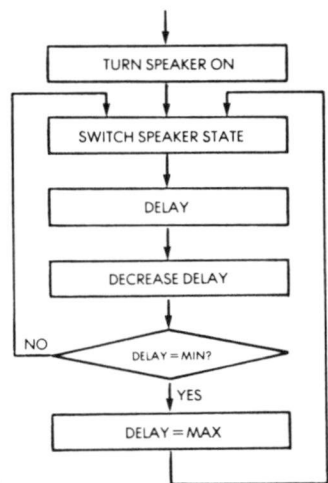 TURN SPEAKER ON
SWITCH SPEAKER STATE
DELAY
DECREASE DELAY
NO
DELAY = MIN?
YES
DELAY = MAX